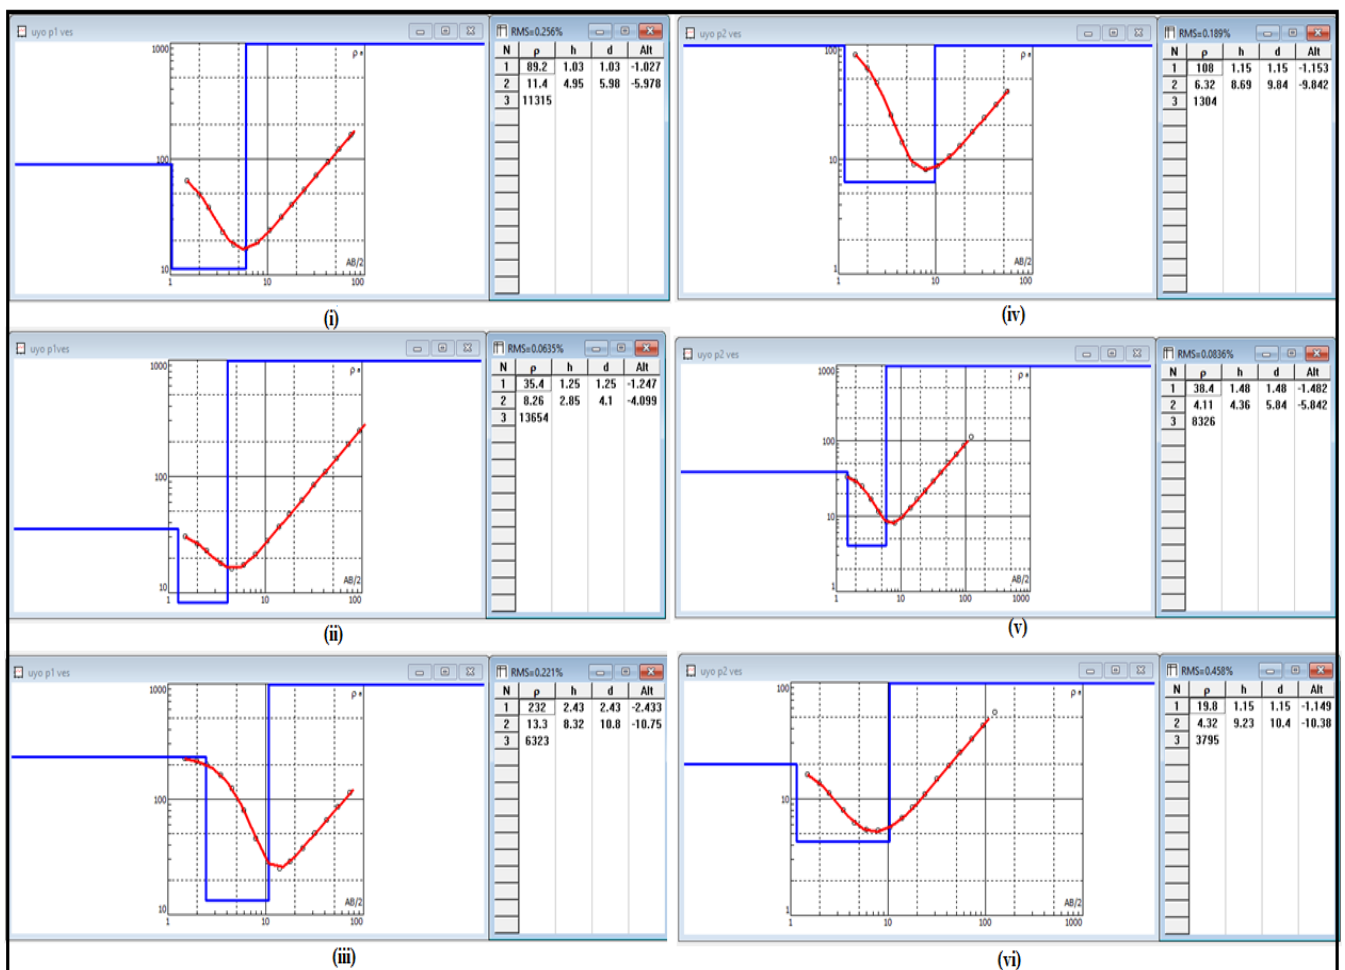 uyo p1 ves
RMS=0.256%
N ρ h d Alt
1 89.2 1.03 1.03 -1.027
2 11.4 4.95 5.98 -5.978
3 11315
1000
100
10
ρ
1 10 100
AB/2
(i)
uyo p2 ves
RMS=0.189%
N ρ h d Alt
1 108 1.15 1.15 -1.153
2 6.32 8.69 9.84 -9.842
3 1304
100
10
1
ρ
1 10 100
AB/2
(iv)
uyo p1ves
RMS=0.0635%
N ρ h d Alt
1 35.4 1.25 1.25 -1.247
2 8.26 2.85 4.1 -4.099
3 13654
1000
100
10
ρ
1 10 100
AB/2
(ii)
uyo p2 ves
RMS=0.0836%
N ρ h d Alt
1 38.4 1.48 1.48 -1.482
2 4.11 4.36 5.84 -5.842
3 8326
1000
100
10
1
ρ
1 10 100 1000
AB/2
(v)
uyo p1 ves
RMS=0.221%
N ρ h d Alt
1 232 2.43 2.43 -2.433
2 13.3 8.32 10.8 -10.75
3 6323
1000
100
10
ρ
1 10 100
AB/2
(iii)
uyo p2 ves
RMS=0.458%
N ρ h d Alt
1 19.8 1.15 1.15 -1.149
2 4.32 9.23 10.4 -10.38
3 3795
100
10
1
ρ
1 10 100 1000
AB/2
(vi)